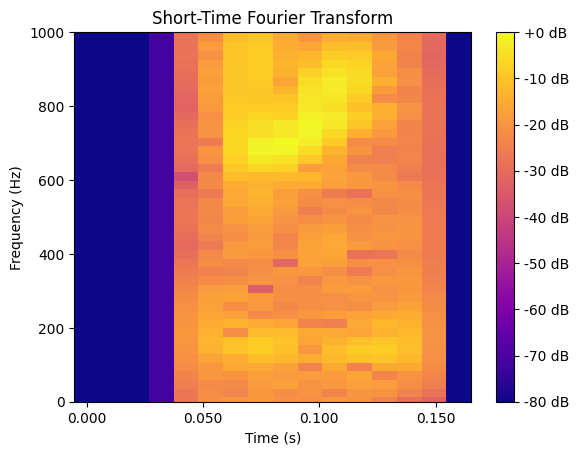 Short-Time Fourier Transform
1000
800
600
400
200
0
Frequency (Hz)
0.000
0.050
0.100
0.150
Time (s)
+0 dB
-10 dB
-20 dB
-30 dB
-40 dB
-50 dB
-60 dB
-70 dB
-80 dB